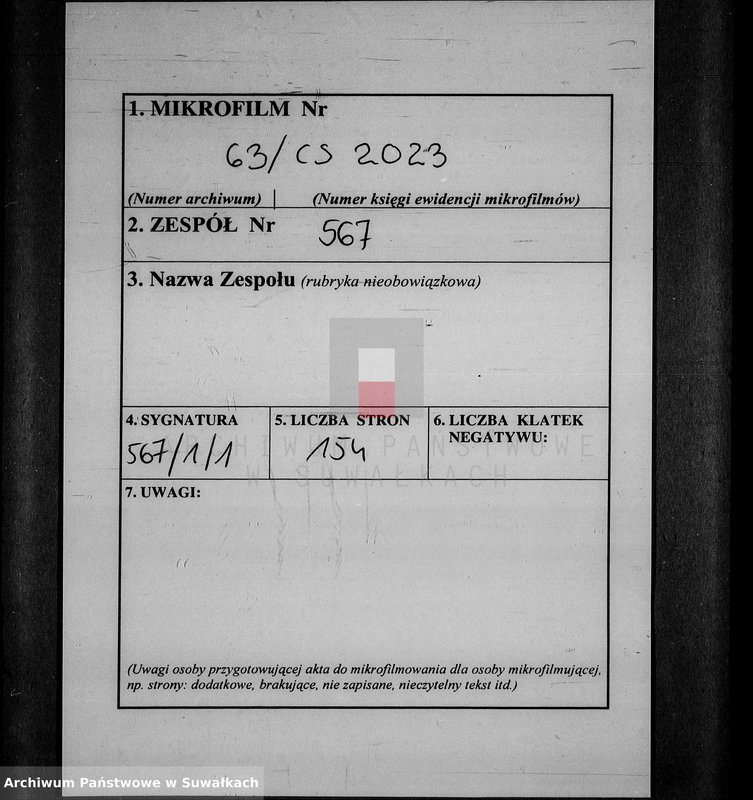 1. MIKROFILM Nr
63/CS 2023
(Numer archiwum) (Numer księgi ewidencji mikrofilmów)
2. ZESPÓŁ Nr 567
3. Nazwa Zespołu (rubryka nieobowiązkowa)
4. SYGNATURA 5. LICZBA STRON 6. LICZBA KLATEK
NEGATYWU:
567/1/1 154
ARCHIWUM PAŃSTWOWE
W SUWAŁKACH
7. UWAGI:
(Uwagi osoby przygotowującej akta do mikrofilmowania dla osoby mikrofilmującej,
np. strony: dodatkowe, brakujące, nie zapisane, nieczytelny tekst itd.)
Archiwum Państwowe w Suwałkach